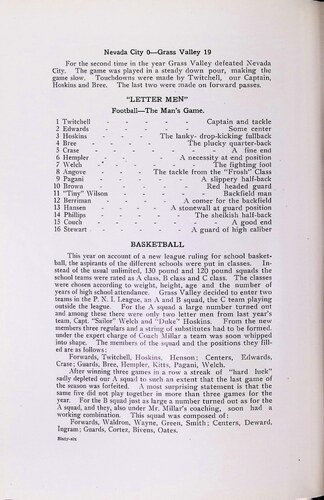 Nevada City 0—Grass Valley 19
For the second time in the year Grass Valley defeated Nevada
City. The game was played in a steady down pour, making the
game slow. Touchdowns were made by Twitchell, our Captain,
Hoskins and Bree. The last two were made on forward passes.
"LETTER MEN"
Football—The Man's Game.
1 Twitchell - - - - Captain and tackle
2 Edwards - - - - Some center
3 Hoskins - - - The lanky- drop-kicking fullback
4 Bree - - - - The plucky quarter-back
5 Crase - - - - A fine end
6 Hempler - - - A necessity at end position
7 Welch - - - - The fighting foot
8 Angove - - - The tackle from the "Frosh" Class
9 Pagani - - - - A slippery half-back
10 Brown - - - - Red headed guard
11 "Tiny" Wilson - - - - Backfield man
12 Berriman - - - A comer for the backfield
13 Hansen - - - A stonewall at guard position
14 Phillips - - - - The sheikish half-back
15 Couch - - - - A good end
16 Stewart - - - - A guard of high caliber
BASKETBALL
This year on account of a new league ruling for school basket-
ball, the aspirants of the different schools were put in classes. In-
stead of the usual unlimited, 130 pound and 120 pound squads the
school teams were rated as A class, B class and C class. The classes
were chosen according to weight, height, age and the number of
years of high school attendance. Grass Valley decided to enter two
teams in the P. N. I. League, an A and B squad, the C team playing
outside the league. For the A squad a large number turned out
and among these there were only two letter men from last year's
team, Capt. "Sailor" Welch and "Duke" Hoskins. From the new
members three regulars and a string of substitutes had to be formed.
under the expert charge of Coach Millar a team was soon whipped
into shape. The members of the squad and the positions they fill-
ed are as follows:
Forwards, Twitchell, Hoskins, Henson; Centers, Edwards,
Crase; Guards, Bree, Hempler, Kitts, Pagani, Welch.
After winning three games in a row a streak of "hard luck"
sadly depleted our A squad to such an extent that the last game of
the season was forfeited. A most surprising statement is that the
same five did not play together in more than three games for the
year. For the B squad just as large a number turned out as for the
A squad, and they, also under Mr. Millar's coaching, soon had a
working combination. This squad was composed of:
Forwards, Waldron, Wayne, Green, Smith; Centers, Deward,
Ingram; Guards, Cortez, Bivens, Oates.
Sixty-six